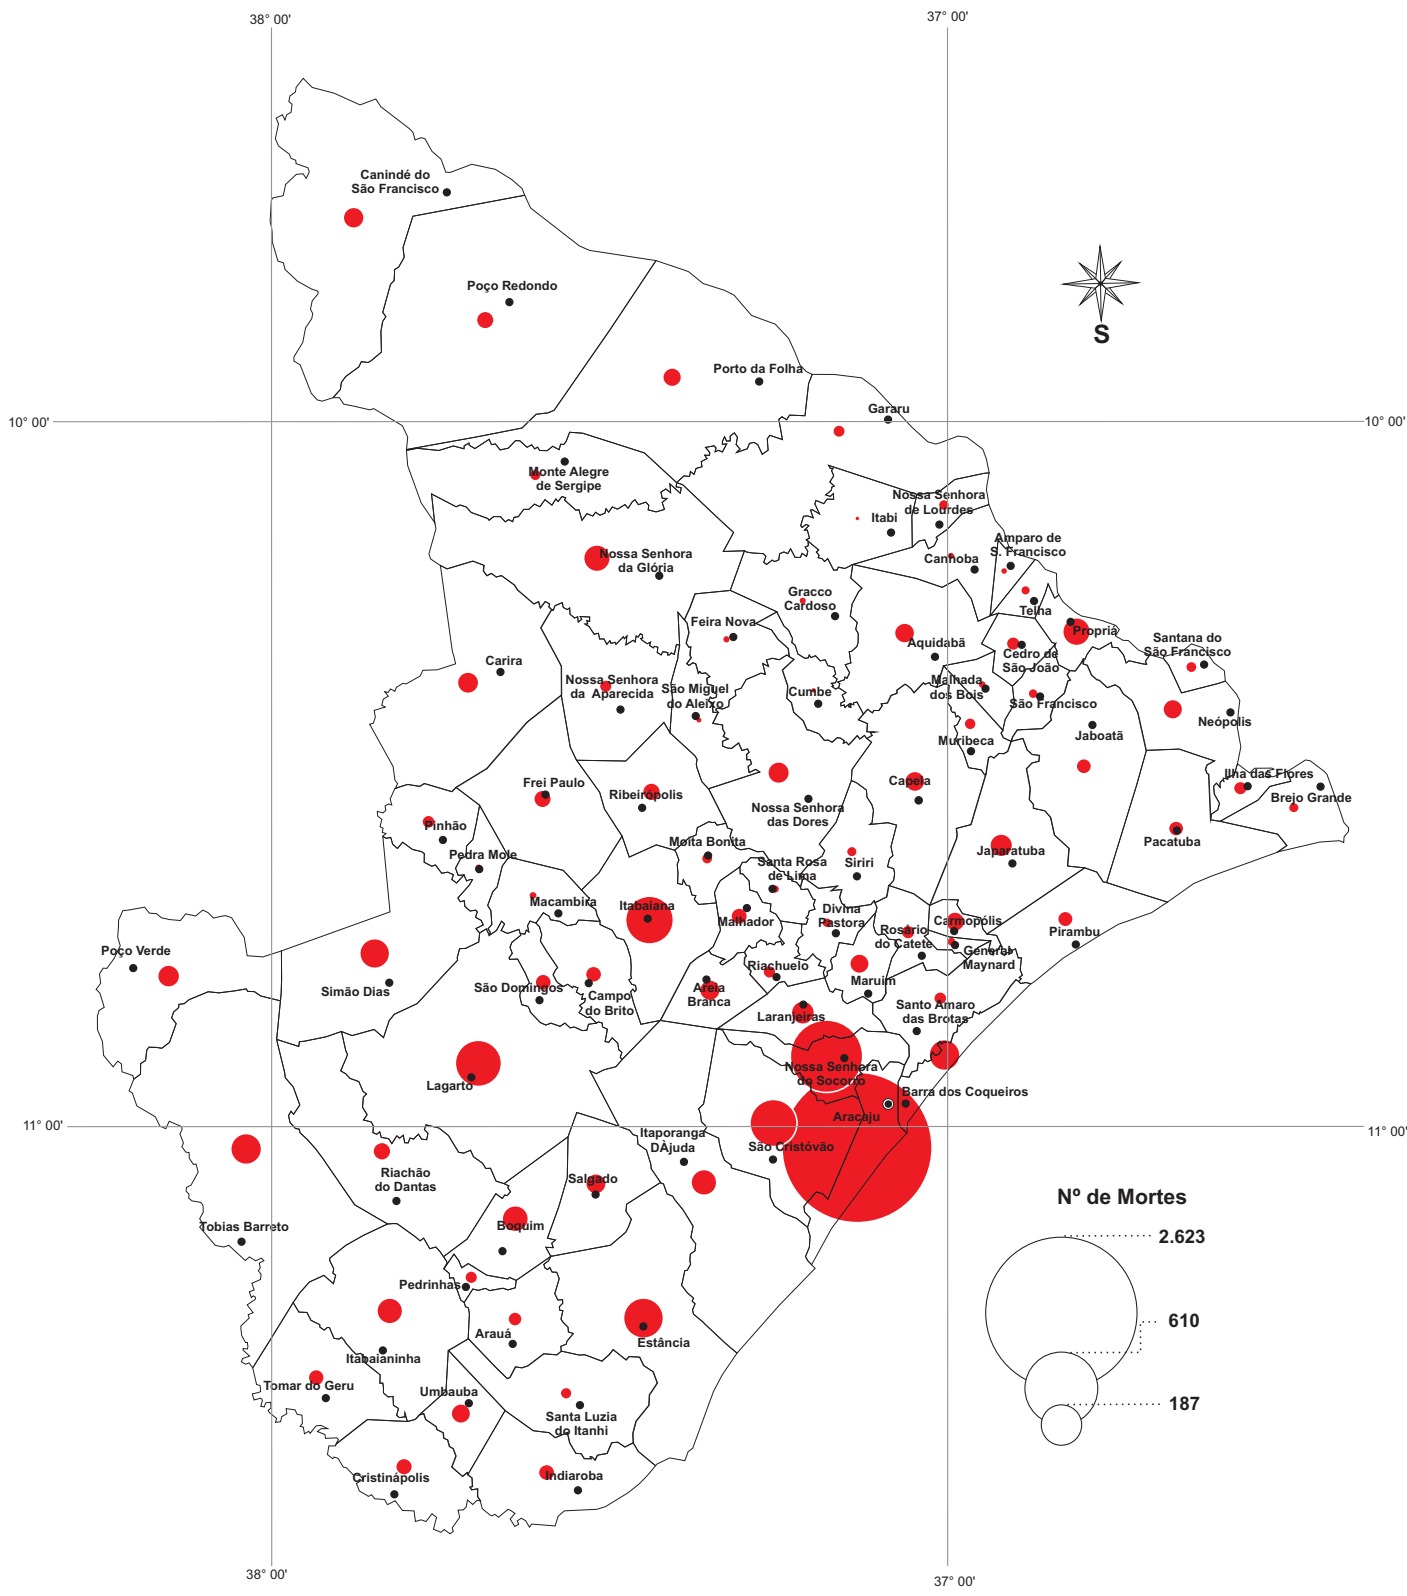 38° 00'
37° 00'
Canindé do
São Francisco
Poço Redondo
S
Porto da Folha
Gararu
10° 00'
10° 00'
Monte Alegre
de Sergipe
Nossa Senhora
de Lourdes
Itabi
Amparo de
S. Francisco
Canhoba
Nossa Senhora
da Glória
Gracco
Cardoso
Telha
Feira Nova
Propriá
Aquidabã
Santana do
São Francisco
Cedro de
São João
Carira
Nossa Senhora
da Aparecida
São Miguel
do Aleixo
Cumbe
Malhada
dos Bois
São Francisco
Neópolis
Jaboatã
Muribeca
Frei Paulo
Ribeirópolis
Capela
Ilha das Flores
Brejo Grande
Nossa Senhora
das Dores
Pinhão
Pedra Mole
Moita Bonita
Santa Rosa
de Lima
Siriri
Japaratuba
Pacatuba
Macambira
Itabaiana
Malhador
Divina
Pastora
Rosário
do Catete
Carmopólis
Pirambu
General
Maynard
Poço Verde
Simão Dias
São Domingos
Campo
do Brito
Areia
Branca
Riachuelo
Maruim
Laranjeiras
Santo Amaro
das Brotas
Lagarto
Nossa Senhora
do Socorro
Barra dos Coqueiros
Aracaju
11° 00'
11° 00'
Itaporanga
DÀjuda
São Cristóvão
Riachão
do Dantas
Salgado
Nº de Mortes
Tobias Barreto
Boquim
2.623
Pedrinhas
610
Arauá
Estância
Itabaianinha
Tomar do Geru
Umbauba
187
Santa Luzia
do Itanhi
Cristinápolis
Indiaroba
38° 00'
37° 00'